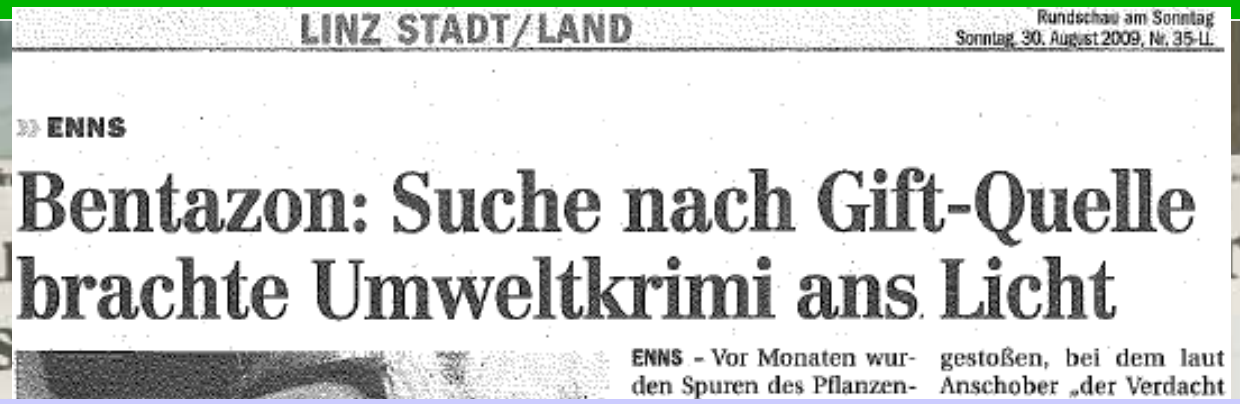 LINZ STADT/LAND
Rundschau am Sonntag
Sonntag, 30. August 2009, Nr. 35-LL
» ENNS
Bentazon: Suche nach Gift-Quelle
brachte Umweltkrimi ans Licht
ENNS – Vor Monaten wur-
den Spuren des Pflanzen-
gestoßen, bei dem laut
Anschober „der Verdacht